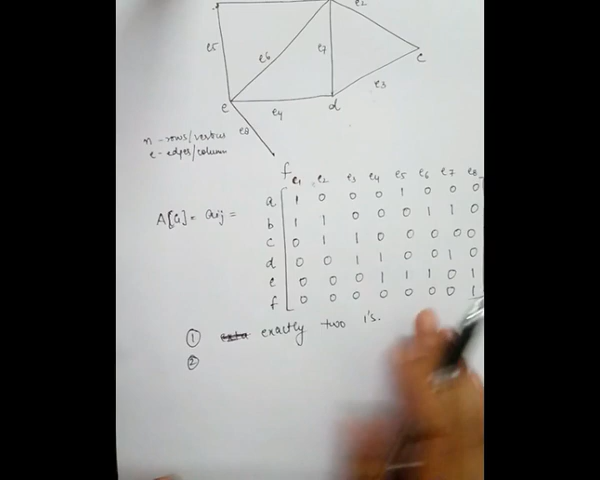 e2
e5
e6
e7
c
e3
e
d
e4
e8
n - rows/vertices
e - edges/column
f
e1 e2 e3 e4 e5 e6 e7 e8
a 1 0 0 0 1 0 0 0
A[G] = aij =
b 1 1 0 0 0 1 1 0
c 0 1 1 0 0 0 0 0
d 0 0 1 1 0 0 1 0
e 0 0 0 1 1 1 0 1
f 0 0 0 0 0 0 0 1
① exactly two 1's.
②